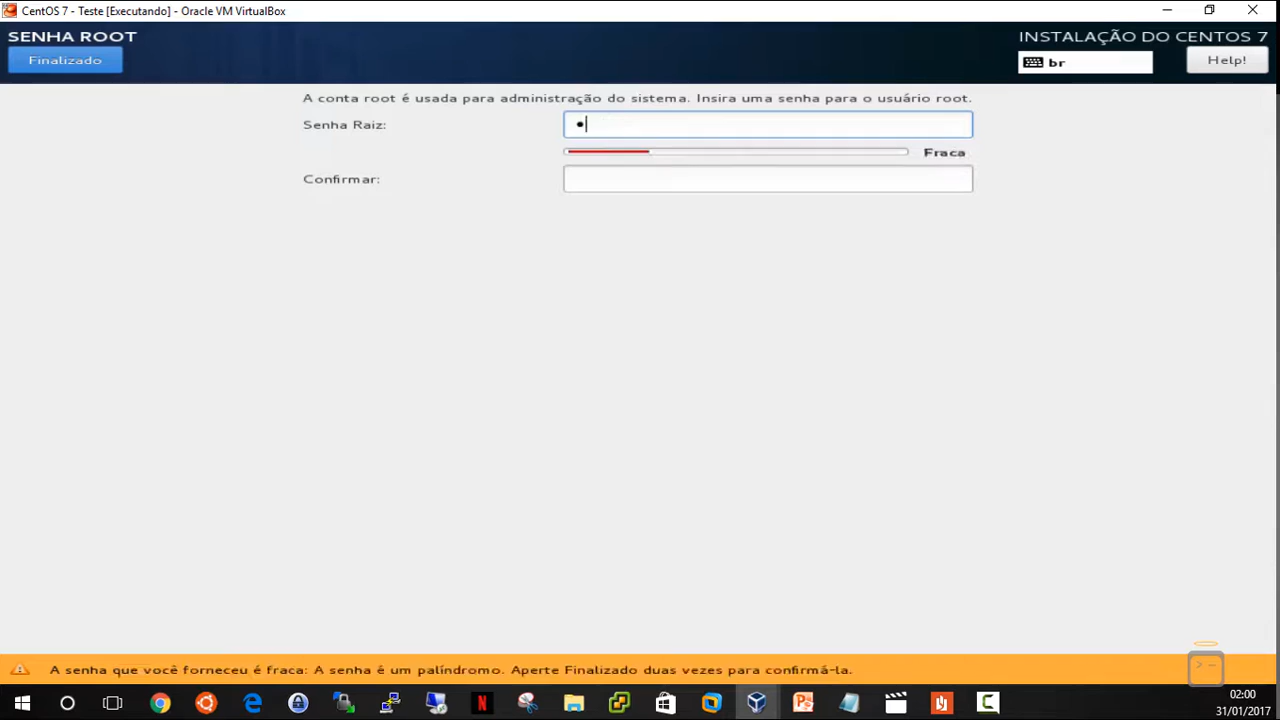 CentOS 7 - Teste [Executando] - Oracle VM VirtualBox
SENHA ROOT
INSTALAÇÃO DO CENTOS 7
Finalizado
br
Help!
A conta root é usada para administração do sistema. Insira uma senha para o usuário root.
Senha Raiz:
Fraca
Confirmar:
A senha que você forneceu é fraca: A senha é um palíndromo. Aperte Finalizado duas vezes para confirmá-la.
02:00
31/01/2017